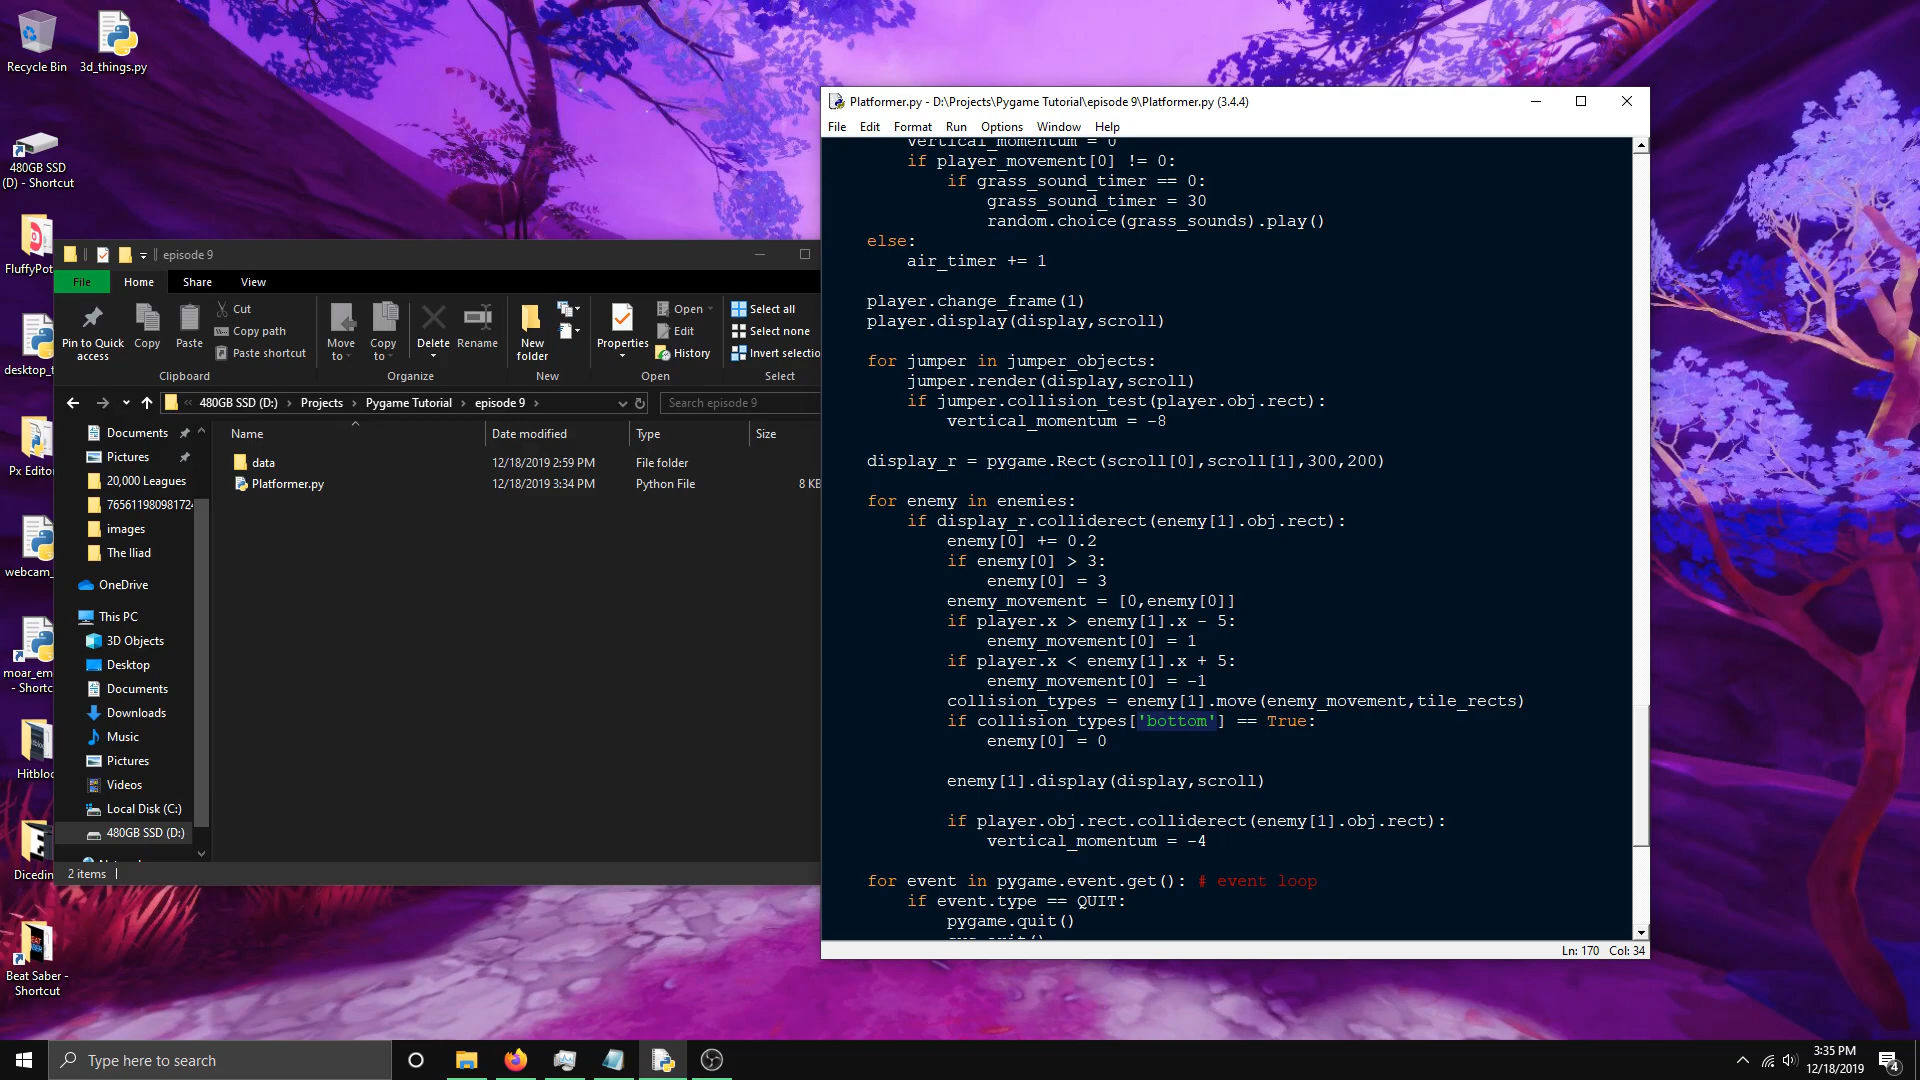 Recycle Bin
3d_things.py
480GB SSD
(D) - Shortcut
FluffyPot
desktop_t
Px Editor
webcam_
moar_em
- Shortc
Hitbloc
Dicedin
Beat Saber -
Shortcut
episode 9
File
Home
Share
View
Pin to Quick
access
Copy
Paste
Cut
Copy path
Paste shortcut
Clipboard
Move
to
Copy
to
Delete
Rename
Organize
New
folder
New
Properties
Open
Edit
History
Open
Select all
Select none
Invert selectio
Select
480GB SSD (D:) > Projects > Pygame Tutorial > episode 9 >
Search episode 9
Name Date modified Type Size
data 12/18/2019 2:59 PM File folder
Platformer.py 12/18/2019 3:34 PM Python File 8 KB
Documents
Pictures
20,000 Leagues
765611980981724
images
The Iliad
OneDrive
This PC
3D Objects
Desktop
Documents
Downloads
Music
Pictures
Videos
Local Disk (C:)
480GB SSD (D:)
2 items
Platformer.py - D:\Projects\Pygame Tutorial\episode 9\Platformer.py (3.4.4)
File Edit Format Run Options Window Help
vertical_momentum = 0
if player_movement[0] != 0:
if grass_sound_timer == 0:
grass_sound_timer = 30
random.choice(grass_sounds).play()
else:
air_timer += 1
player.change_frame(1)
player.display(display,scroll)
for jumper in jumper_objects:
jumper.render(display,scroll)
if jumper.collision_test(player.obj.rect):
vertical_momentum = -8
display_r = pygame.Rect(scroll[0],scroll[1],300,200)
for enemy in enemies:
if display_r.colliderect(enemy[1].obj.rect):
enemy[0] += 0.2
if enemy[0] > 3:
enemy[0] = 3
enemy_movement = [0,enemy[0]]
if player.x > enemy[1].x - 5:
enemy_movement[0] = 1
if player.x < enemy[1].x + 5:
enemy_movement[0] = -1
collision_types = enemy[1].move(enemy_movement,tile_rects)
if collision_types['bottom'] == True:
enemy[0] = 0
enemy[1].display(display,scroll)
if player.obj.rect.colliderect(enemy[1].obj.rect):
vertical_momentum = -4
for event in pygame.event.get(): # event loop
if event.type == QUIT:
pygame.quit()
Ln: 170 Col: 34
Type here to search
3:35 PM
12/18/2019
4